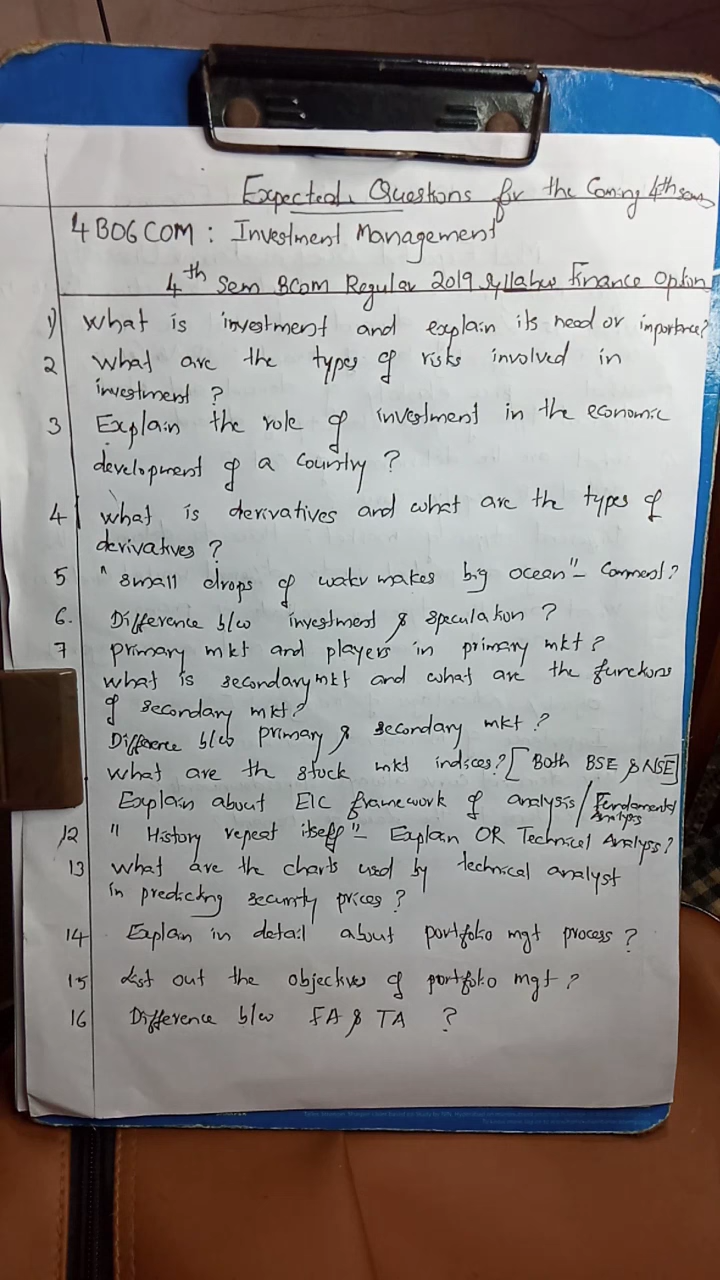 Expected Questions for the Coming 4th sem
4 BOG COM : Investment Management
4th Sem BCom Regular 2019 Syllabus Finance Option
1) What is investment and explain its need or importance?
2 What are the types of risks involved in
investment ?
3 Explain the role of investment in the economic
development of a Country ?
4 What is derivatives and what are the types of
derivatives ?
5 "small drops of water makes big ocean" - Comment ?
6. Difference b/w investment & speculation ?
7 primary mkt and players in primary mkt ?
what is secondary mkt and what are the functions
of secondary mkt ?
Difference b/w primary & secondary mkt ?
What are the stock mkt indices? [Both BSE & NSE]
Explain about EIC framework of analysis / Fundamental
Analysis
12 "History repeat itself" - Explain OR Technical Analysis?
13 What are the charts used by technical analyst
in predicting security prices ?
14 Explain in detail about portfolio mgt process ?
15 List out the objectives of portfolio mgt ?
16 Difference b/w FA & TA ?